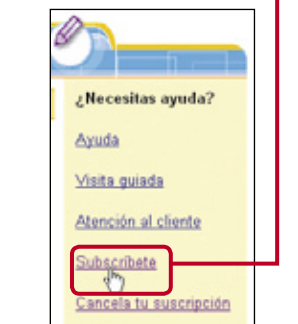 ¿Necesitas ayuda?
Ayuda
Visita guiada
Atención al cliente
Subscríbete
Cancela tu suscripción